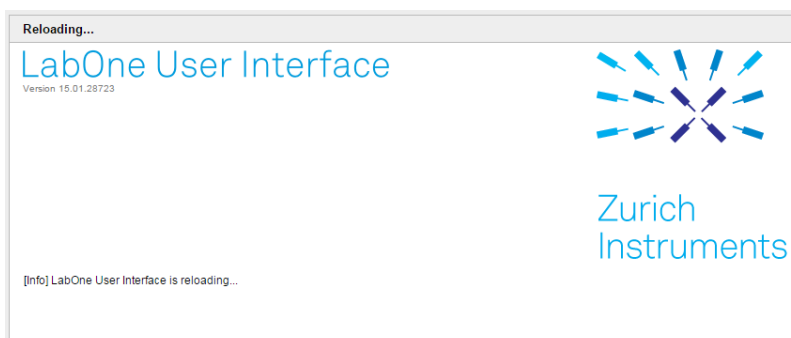 Reloading...
LabOne User Interface
Version 15.01.28723
Zurich
Instruments
[Info] LabOne User Interface is reloading...